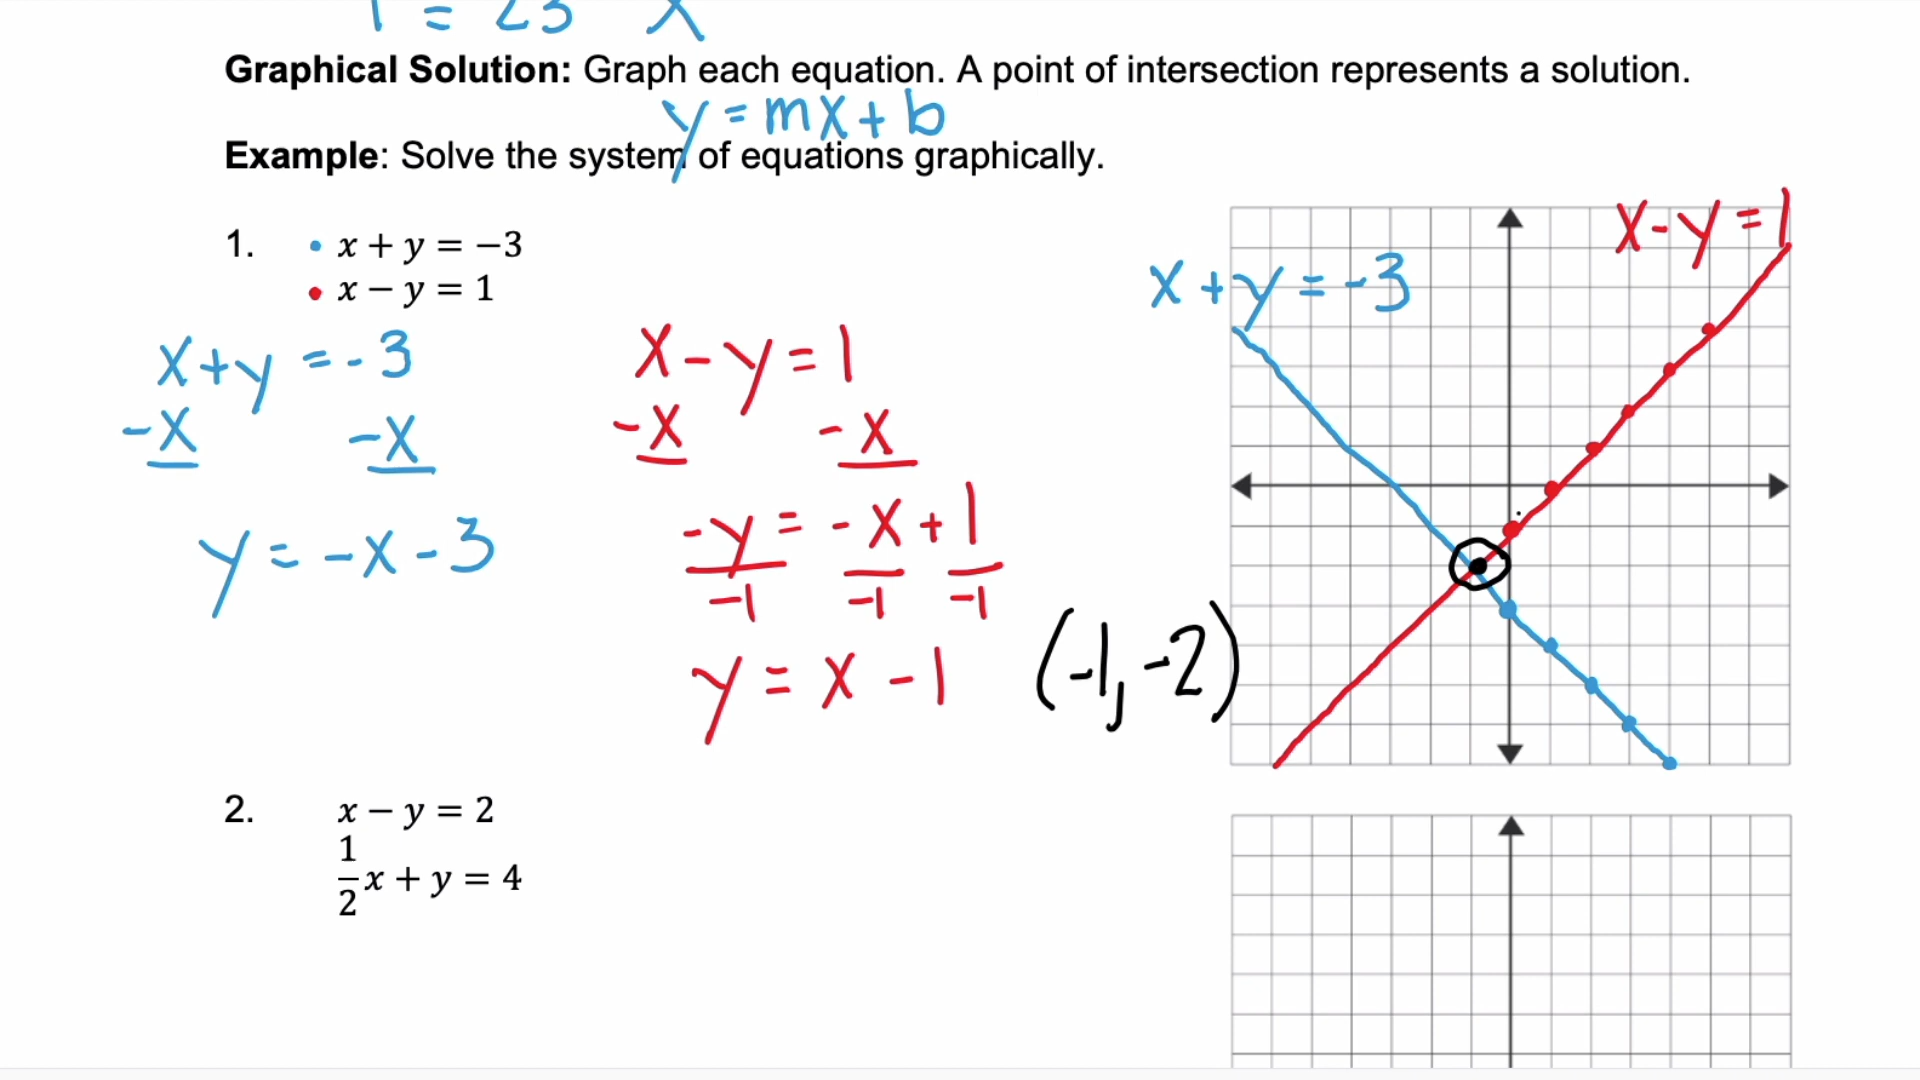 Graphical Solution: Graph each equation. A point of intersection represents a solution.
y = mx + b
Example: Solve the system of equations graphically.
1. • x + y = −3
• x − y = 1
x + y = -3
-x -x
y = -x - 3
x - y = 1
-x -x
-y = -x + 1
-1 -1 -1
y = x - 1
(-1, -2)
x + y = -3
x - y = 1
2. x − y = 2
1/2 x + y = 4